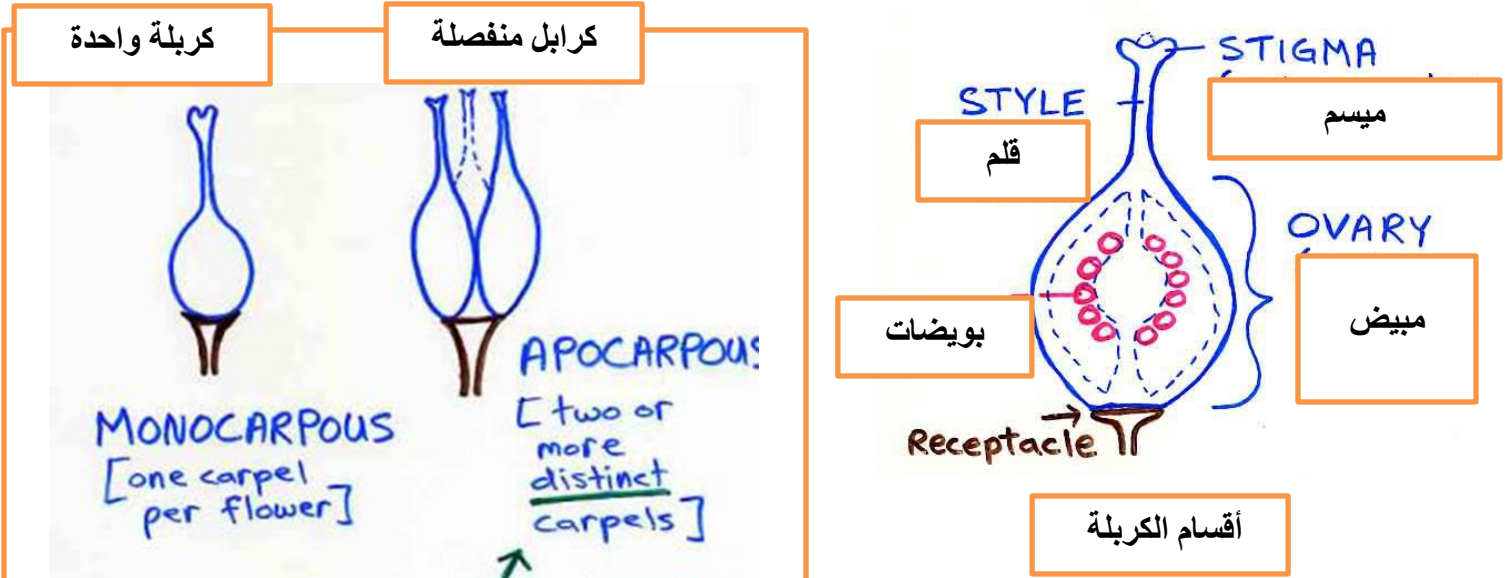 كربلة واحدة
كرابل منفصلة
MONOCARPOUS
[one carpel
per flower]
APOCARPOUS
[two or
more
distinct
carpels]
STIGMA
ميسم
STYLE
قلم
OVARY
مبيض
بويضات
Receptacle
أقسام الكربلة